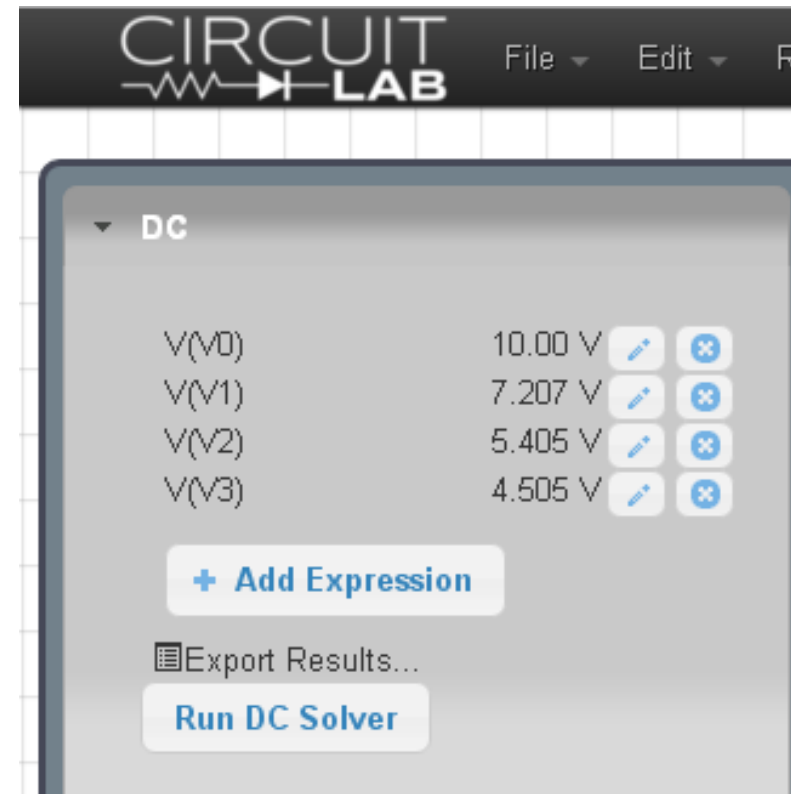 CIRCUIT LAB File Edit
DC
V(V0) 10.00 V
V(V1) 7.207 V
V(V2) 5.405 V
V(V3) 4.505 V
+ Add Expression
Export Results...
Run DC Solver